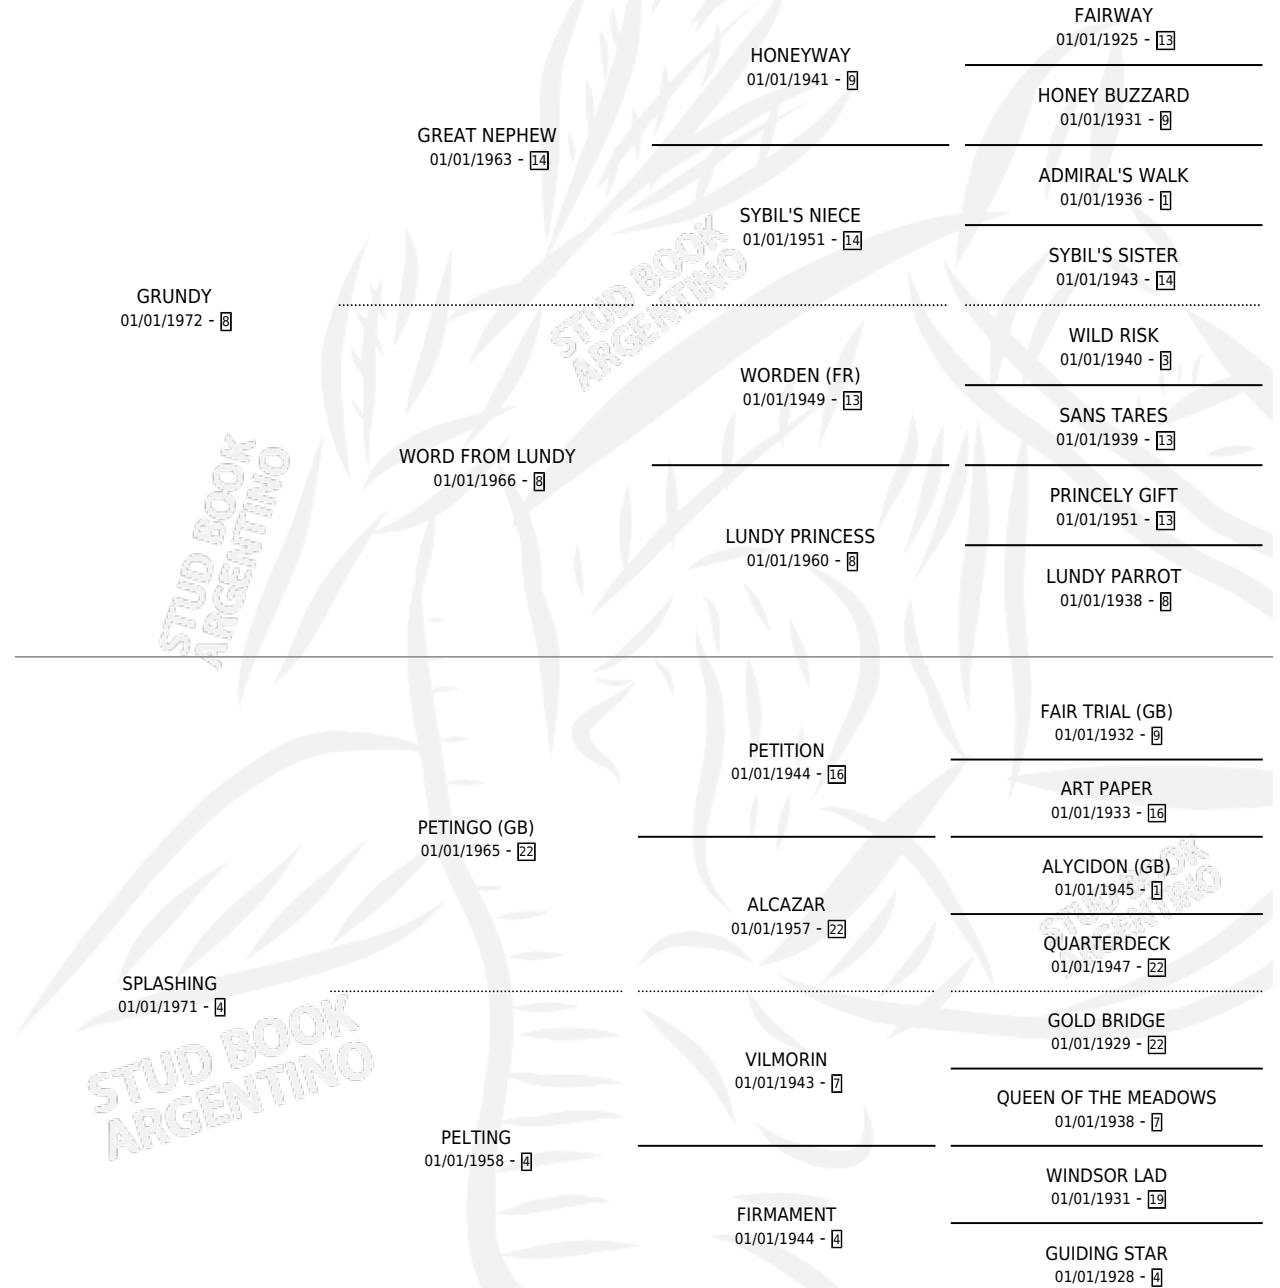 FAIRWAY
01/01/1925 - 13
HONEYWAY
01/01/1941 - 9
HONEY BUZZARD
01/01/1931 - 9
GREAT NEPHEW
01/01/1963 - 14
ADMIRAL'S WALK
01/01/1936 - 1
SYBIL'S NIECE
01/01/1951 - 14
SYBIL'S SISTER
01/01/1943 - 14
STUD BOOK
ARGENTINO
GRUNDY
01/01/1972 - 8
WILD RISK
01/01/1940 - 3
WORDEN (FR)
01/01/1949 - 13
SANS TARES
01/01/1939 - 13
WORD FROM LUNDY
01/01/1966 - 8
PRINCELY GIFT
01/01/1951 - 13
LUNDY PRINCESS
01/01/1960 - 8
LUNDY PARROT
01/01/1938 - 8
STUD BOOK
ARGENTINO
FAIR TRIAL (GB)
01/01/1932 - 9
PETITION
01/01/1944 - 16
ART PAPER
01/01/1933 - 16
PETINGO (GB)
01/01/1965 - 22
ALYCIDON (GB)
01/01/1945 - 1
ALCAZAR
01/01/1957 - 22
QUARTERDECK
01/01/1947 - 22
STUD BOOK
ARGENTINO
SPLASHING
01/01/1971 - 4
GOLD BRIDGE
01/01/1929 - 22
VILMORIN
01/01/1943 - 7
QUEEN OF THE MEADOWS
01/01/1938 - 7
STUD BOOK
ARGENTINO
PELTING
01/01/1958 - 4
WINDSOR LAD
01/01/1931 - 19
FIRMAMENT
01/01/1944 - 4
GUIDING STAR
01/01/1928 - 4